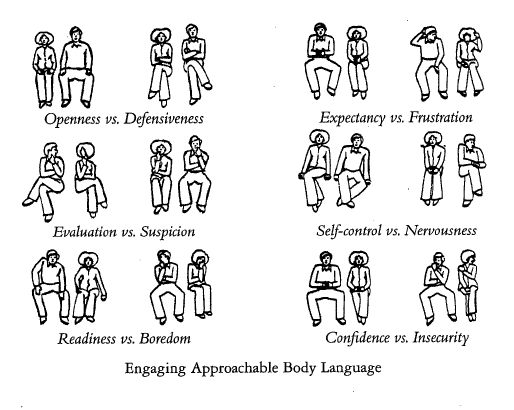 Openness vs. Defensiveness
Expectancy vs. Frustration
Evaluation vs. Suspicion
Self-control vs. Nervousness
Readiness vs. Boredom
Confidence vs. Insecurity
Engaging Approachable Body Language